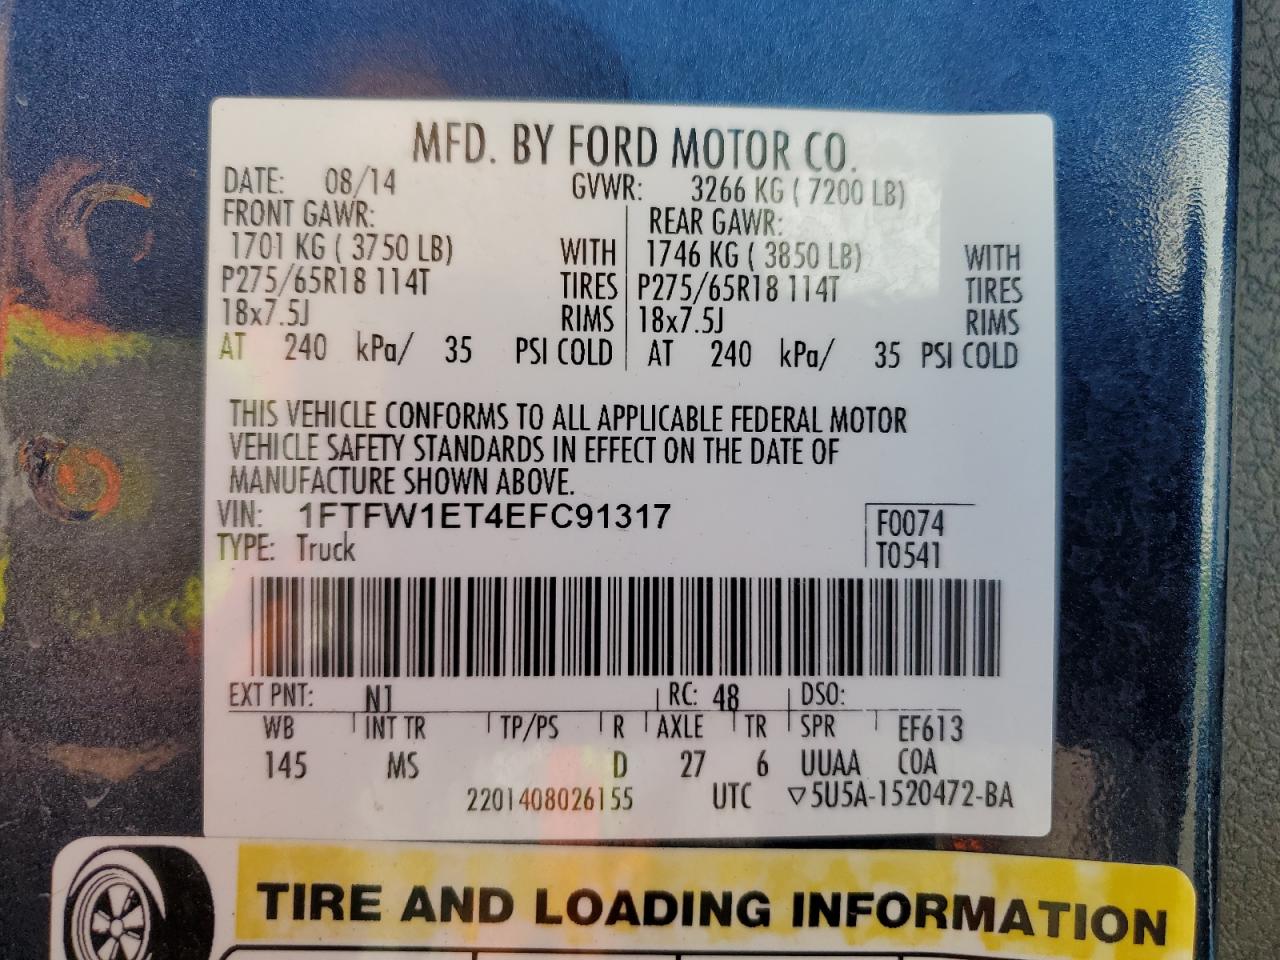 MFD. BY FORD MOTOR CO.
DATE: 08/14 GVWR: 3266 KG ( 7200 LB)
FRONT GAWR: REAR GAWR:
1701 KG ( 3750 LB) WITH 1746 KG ( 3850 LB) WITH
P275/65R18 114T TIRES P275/65R18 114T TIRES
18x7.5J RIMS 18x7.5J RIMS
AT 240 kPa/ 35 PSI COLD AT 240 kPa/ 35 PSI COLD
THIS VEHICLE CONFORMS TO ALL APPLICABLE FEDERAL MOTOR
VEHICLE SAFETY STANDARDS IN EFFECT ON THE DATE OF
MANUFACTURE SHOWN ABOVE.
VIN: 1FTFW1ET4EFC91317 F0074
TYPE: Truck T0541
EXT PNT: N1 RC: 48 DSO:
WB INT TR TP/PS R AXLE TR SPR EF613
145 MS D 27 6 UUAA COA
2201408026155 UTC ▽5U5A-1520472-BA
TIRE AND LOADING INFORMATION